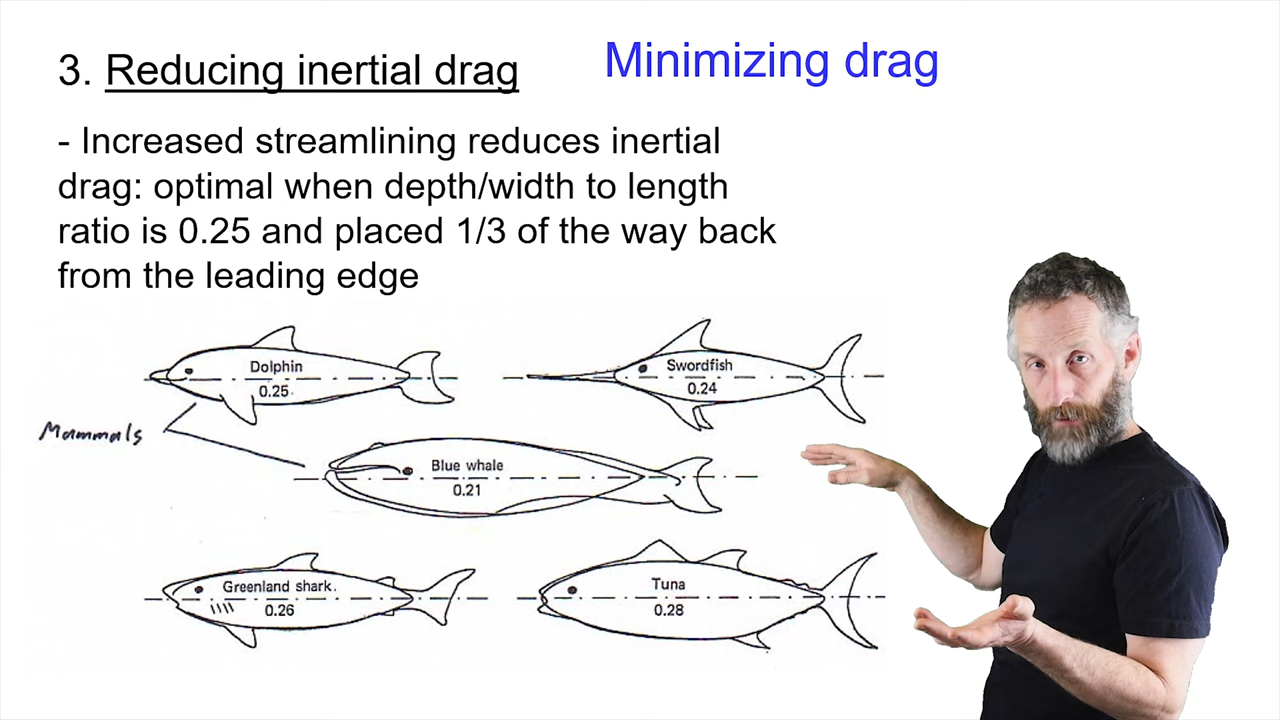 3. Reducing inertial drag
Minimizing drag
- Increased streamlining reduces inertial
drag: optimal when depth/width to length
ratio is 0.25 and placed 1/3 of the way back
from the leading edge
Dolphin
0.25
Swordfish
0.24
Mammals
Blue whale
0.21
Greenland shark.
0.26
Tuna
0.28